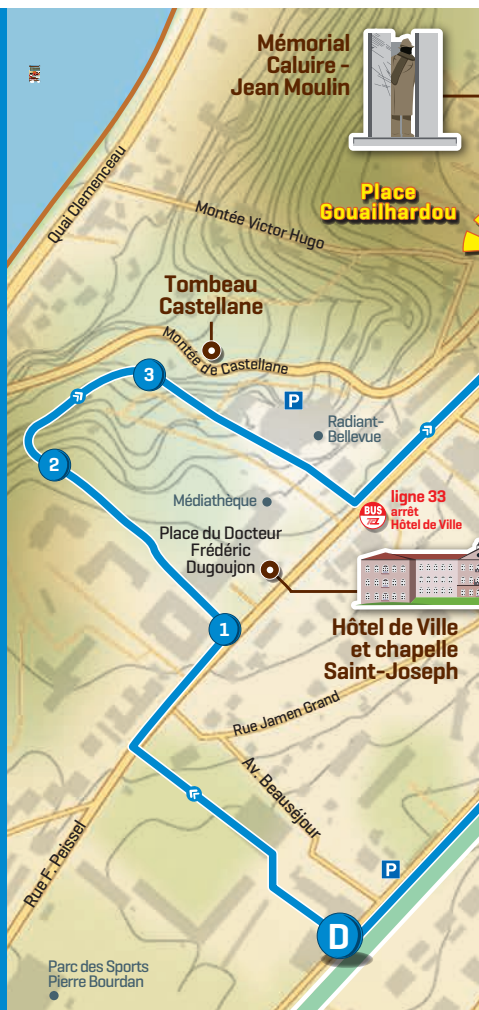 Mémorial
Caluire -
Jean Moulin
Place
Gouailhardou
Quai Clemenceau
Montée Victor Hugo
Tombeau
Castellane
Montée de Castellane
3
P
Radiant-
Bellevue
2
ligne 33
BUS
arrêt
TCL
Hôtel de Ville
Médiathèque
Place du Docteur
Frédéric
Dugoujon
1
Hôtel de Ville
et chapelle
Saint-Joseph
Rue Jamen Grand
Av. Beauséjour
Rue F. Peissel
P
D
Parc des Sports
Pierre Bourdan